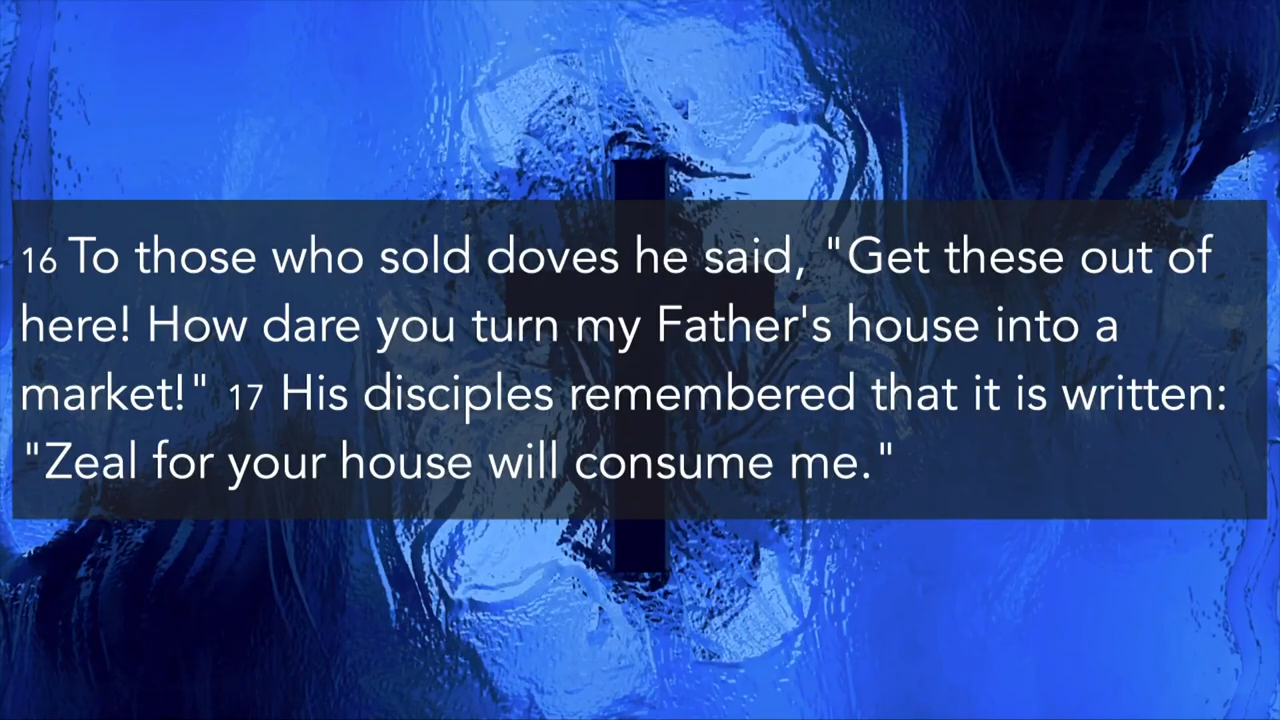 16 To those who sold doves he said, "Get these out of
here! How dare you turn my Father's house into a
market!" 17 His disciples remembered that it is written:
"Zeal for your house will consume me."